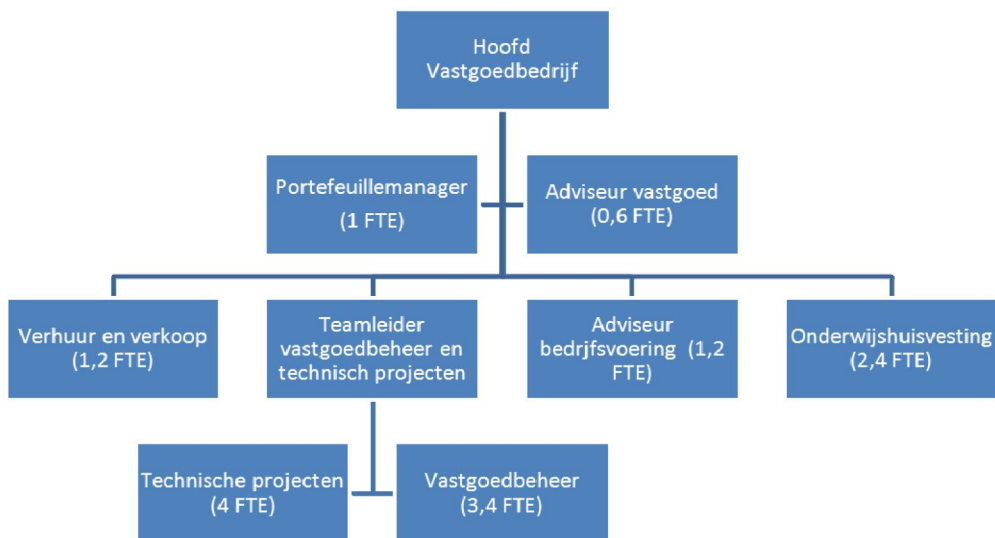 Hoofd
Vastgoedbedrijf
Portefeuillemanager
(1 FTE)
Adviseur vastgoed
(0,6 FTE)
Verhuur en verkoop
(1,2 FTE)
Teamleider
vastgoedbeheer en
technisch projecten
Adviseur
bedrjfsvoering (1,2
FTE)
Onderwijshuisvesting
(2,4 FTE)
Technische projecten
(4 FTE)
Vastgoedbeheer
(3,4 FTE)